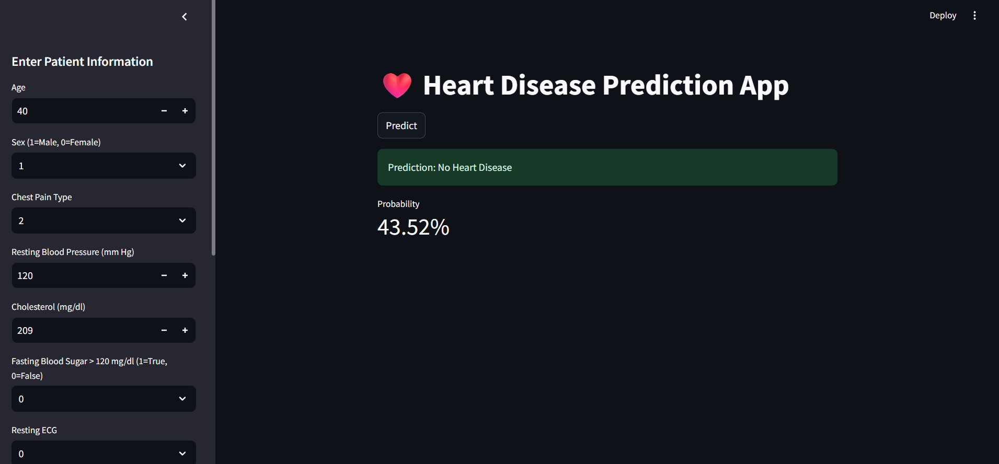 Deploy
Enter Patient Information
Age
40
Sex (1=Male, 0=Female)
1
Chest Pain Type
2
Resting Blood Pressure (mm Hg)
120
Cholesterol (mg/dl)
209
Fasting Blood Sugar > 120 mg/dl (1=True,
0=False)
0
Resting ECG
0
Heart Disease Prediction App
Predict
Prediction: No Heart Disease
Probability
43.52%